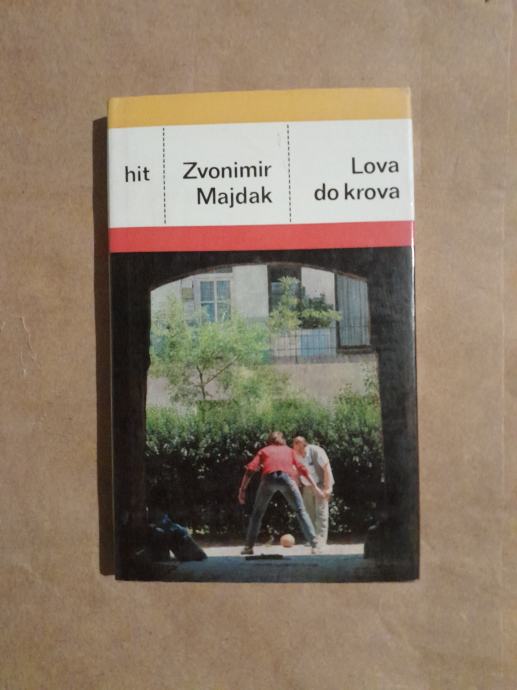 hit
Zvonimir
Majdak
Lova
do krova